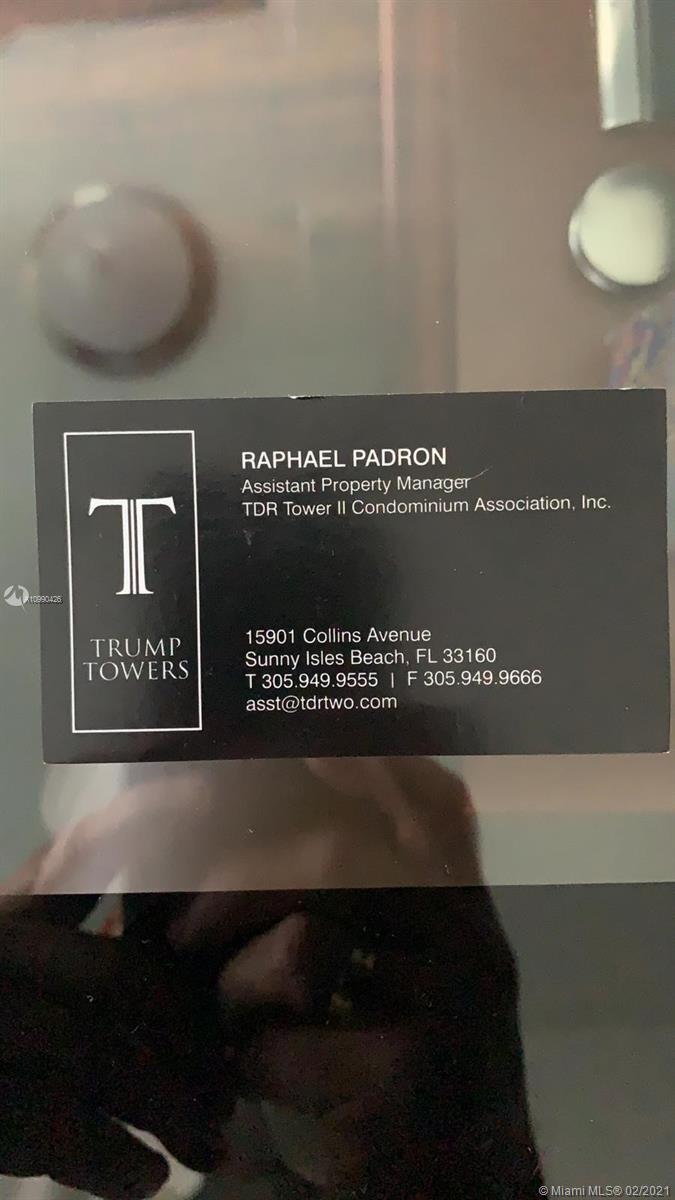 RAPHAEL PADRON
Assistant Property Manager
TDR Tower II Condominium Association, Inc.
T
TRUMP
TOWERS
15901 Collins Avenue
Sunny Isles Beach, FL 33160
T 305.949.9555 | F 305.949.9666
asst@tdrtwo.com
A10990426
© Miami MLS® 02/2021